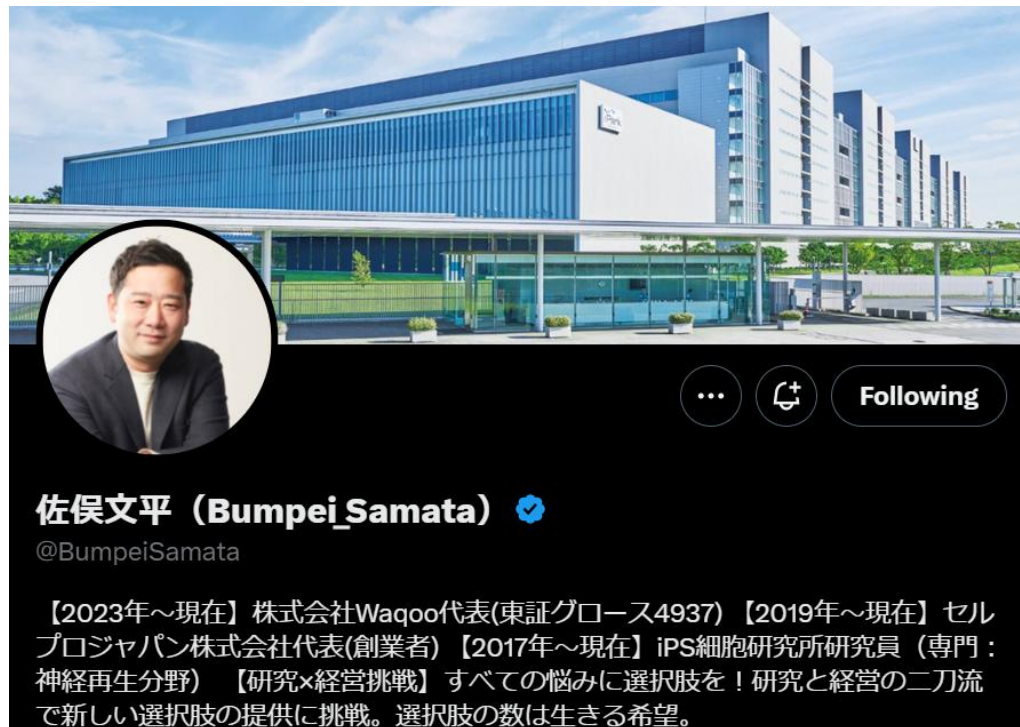 Following
佐俣文平（Bumpei_Samata）
@BumpeiSamata
【2023年～現在】株式会社Waqoo代表(東証グロース4937) 【2019年～現在】セル
プロジャパン株式会社代表(創業者) 【2017年～現在】iPS細胞研究所研究員（専門：
神経再生分野） 【研究×経営挑戦】すべての悩みに選択肢を！研究と経営の二刀流
で新しい選択肢の提供に挑戦。選択肢の数は生きる希望。